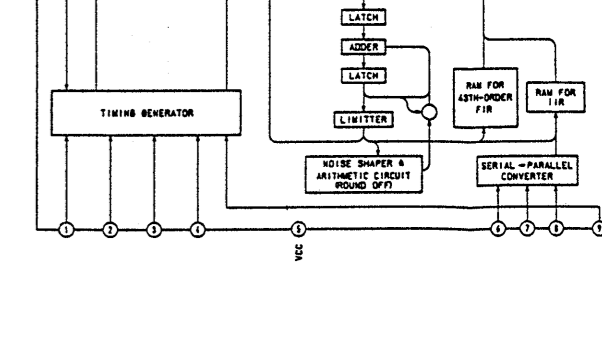 LATCH
ADDER
LATCH
LIMITTER
NOISE SHAPER &
ARITHMETIC CIRCUIT
(ROUND OFF)
TIMING GENERATOR
RAM FOR
43TH-ORDER
FIR
RAM FOR
IIR
SERIAL-PARALLEL
CONVERTER
1
2
3
4
5
6
7
8
9
VCC